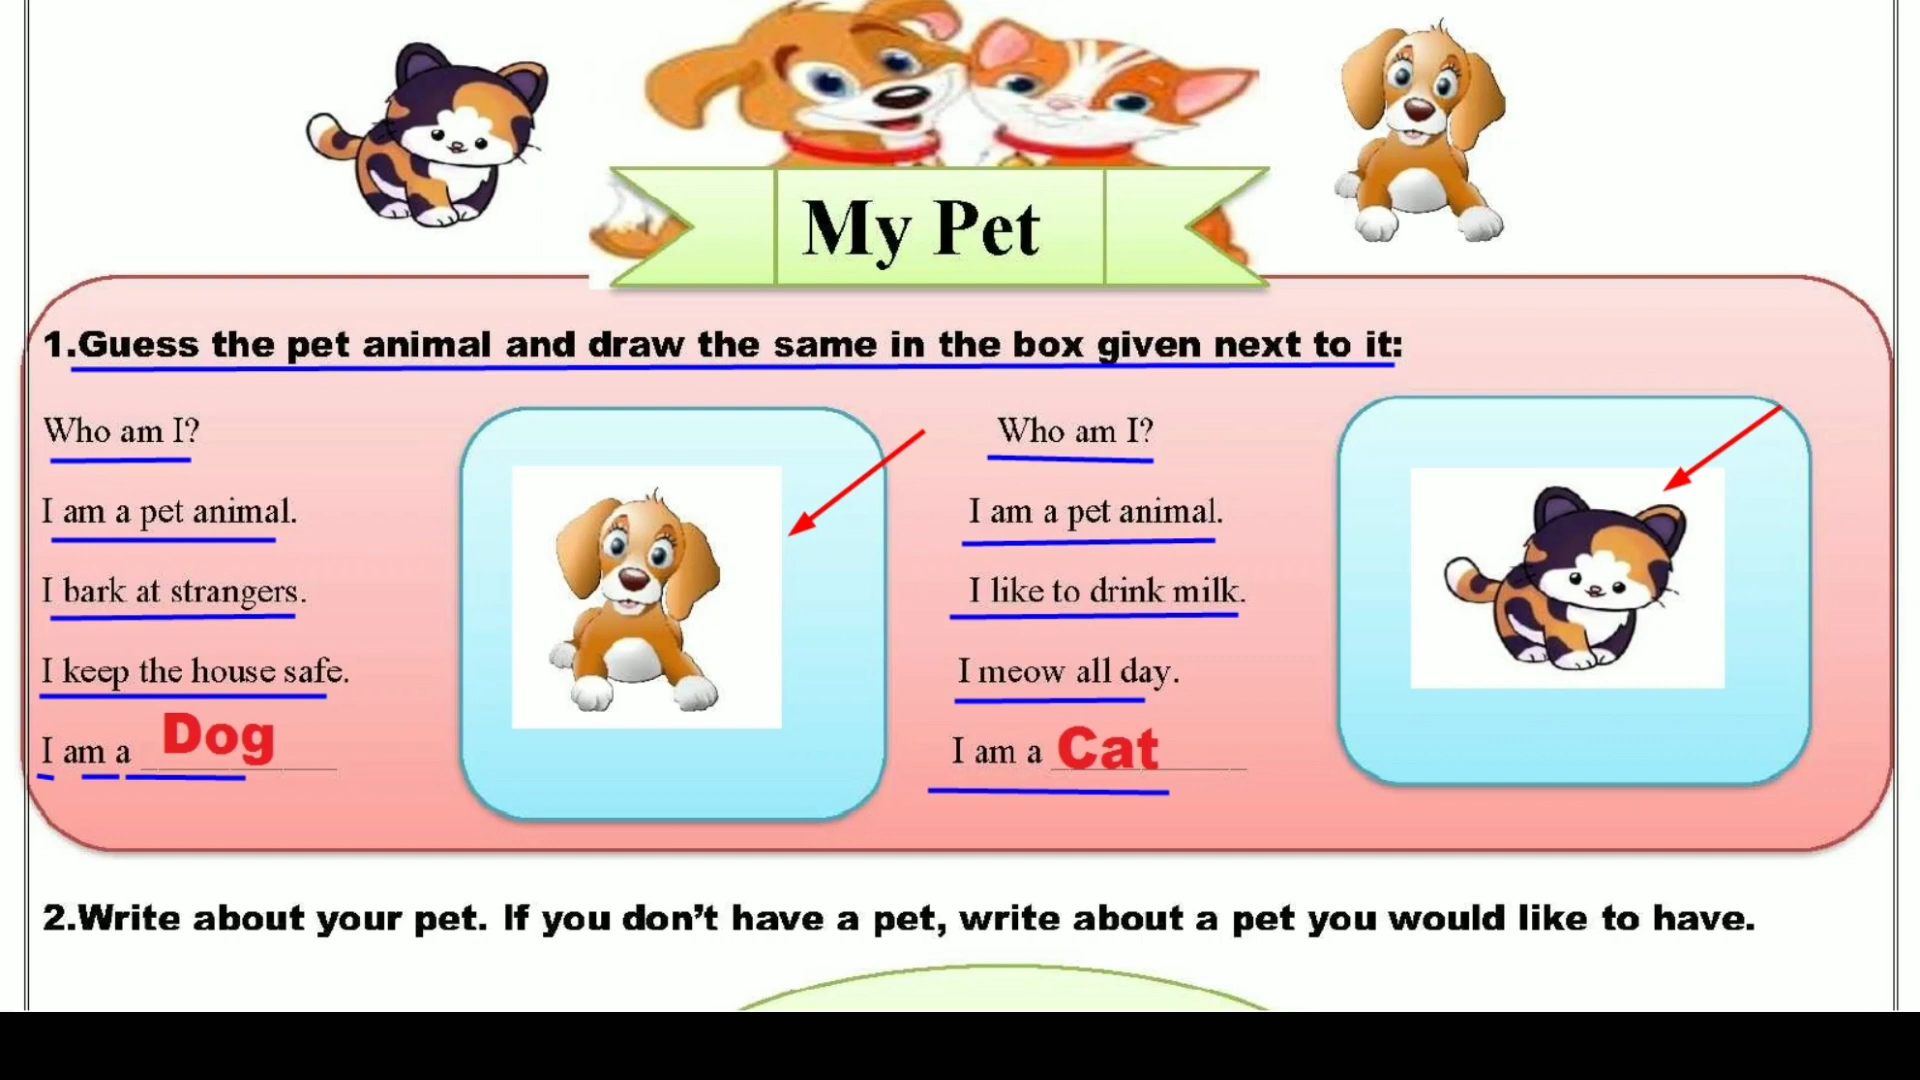 My Pet
1.Guess the pet animal and draw the same in the box given next to it:
Who am I?
I am a pet animal.
I bark at strangers.
I keep the house safe.
I am a Dog
Who am I?
I am a pet animal.
I like to drink milk.
I meow all day.
I am a Cat
2.Write about your pet. If you don’t have a pet, write about a pet you would like to have.